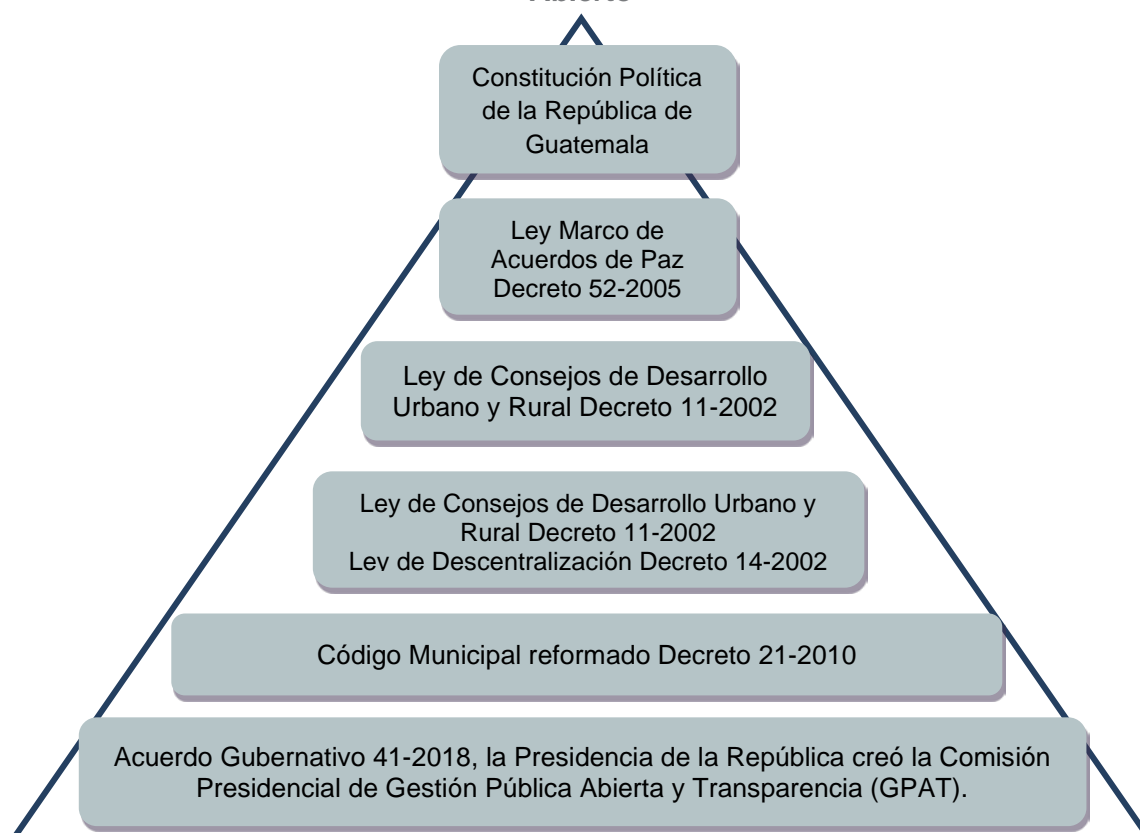 Abierto
Constitución Política
de la República de
Guatemala
Ley Marco de
Acuerdos de Paz
Decreto 52-2005
Ley de Consejos de Desarrollo
Urbano y Rural Decreto 11-2002
Ley de Consejos de Desarrollo Urbano y
Rural Decreto 11-2002
Ley de Descentralización Decreto 14-2002
Código Municipal reformado Decreto 21-2010
Acuerdo Gubernativo 41-2018, la Presidencia de la República creó la Comisión
Presidencial de Gestión Pública Abierta y Transparencia (GPAT).